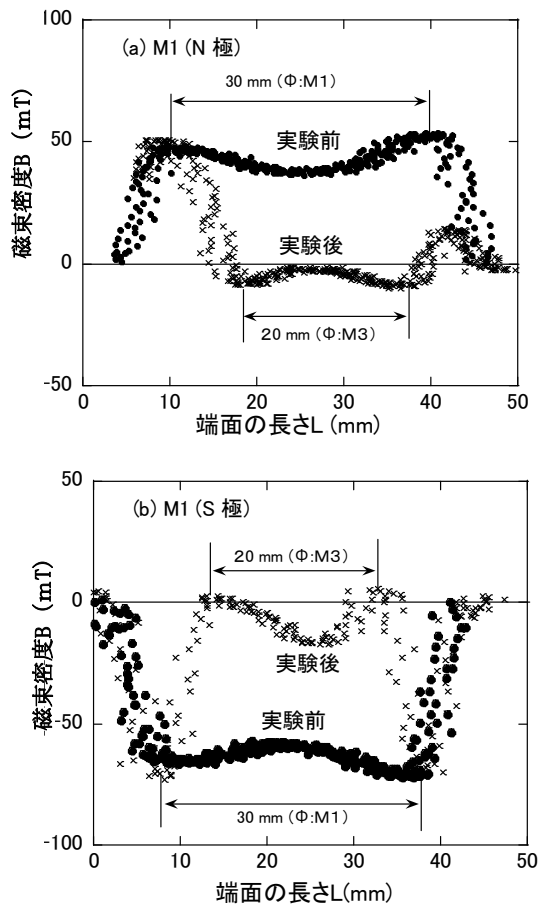 100
(a) M1 (N 極)
30 mm (Φ:M1)
50
実験前
実験後
0
20 mm (Φ:M3)
-50
0 10 20 30 40 50
磁束密度B (mT)
端面の長さL (mm)
50
(b) M1 (S 極)
20 mm (Φ:M3)
0
実験後
実験前
-50
30 mm (Φ:M1)
-100
0 10 20 30 40 50
磁束密度B (mT)
端面の長さL(mm)